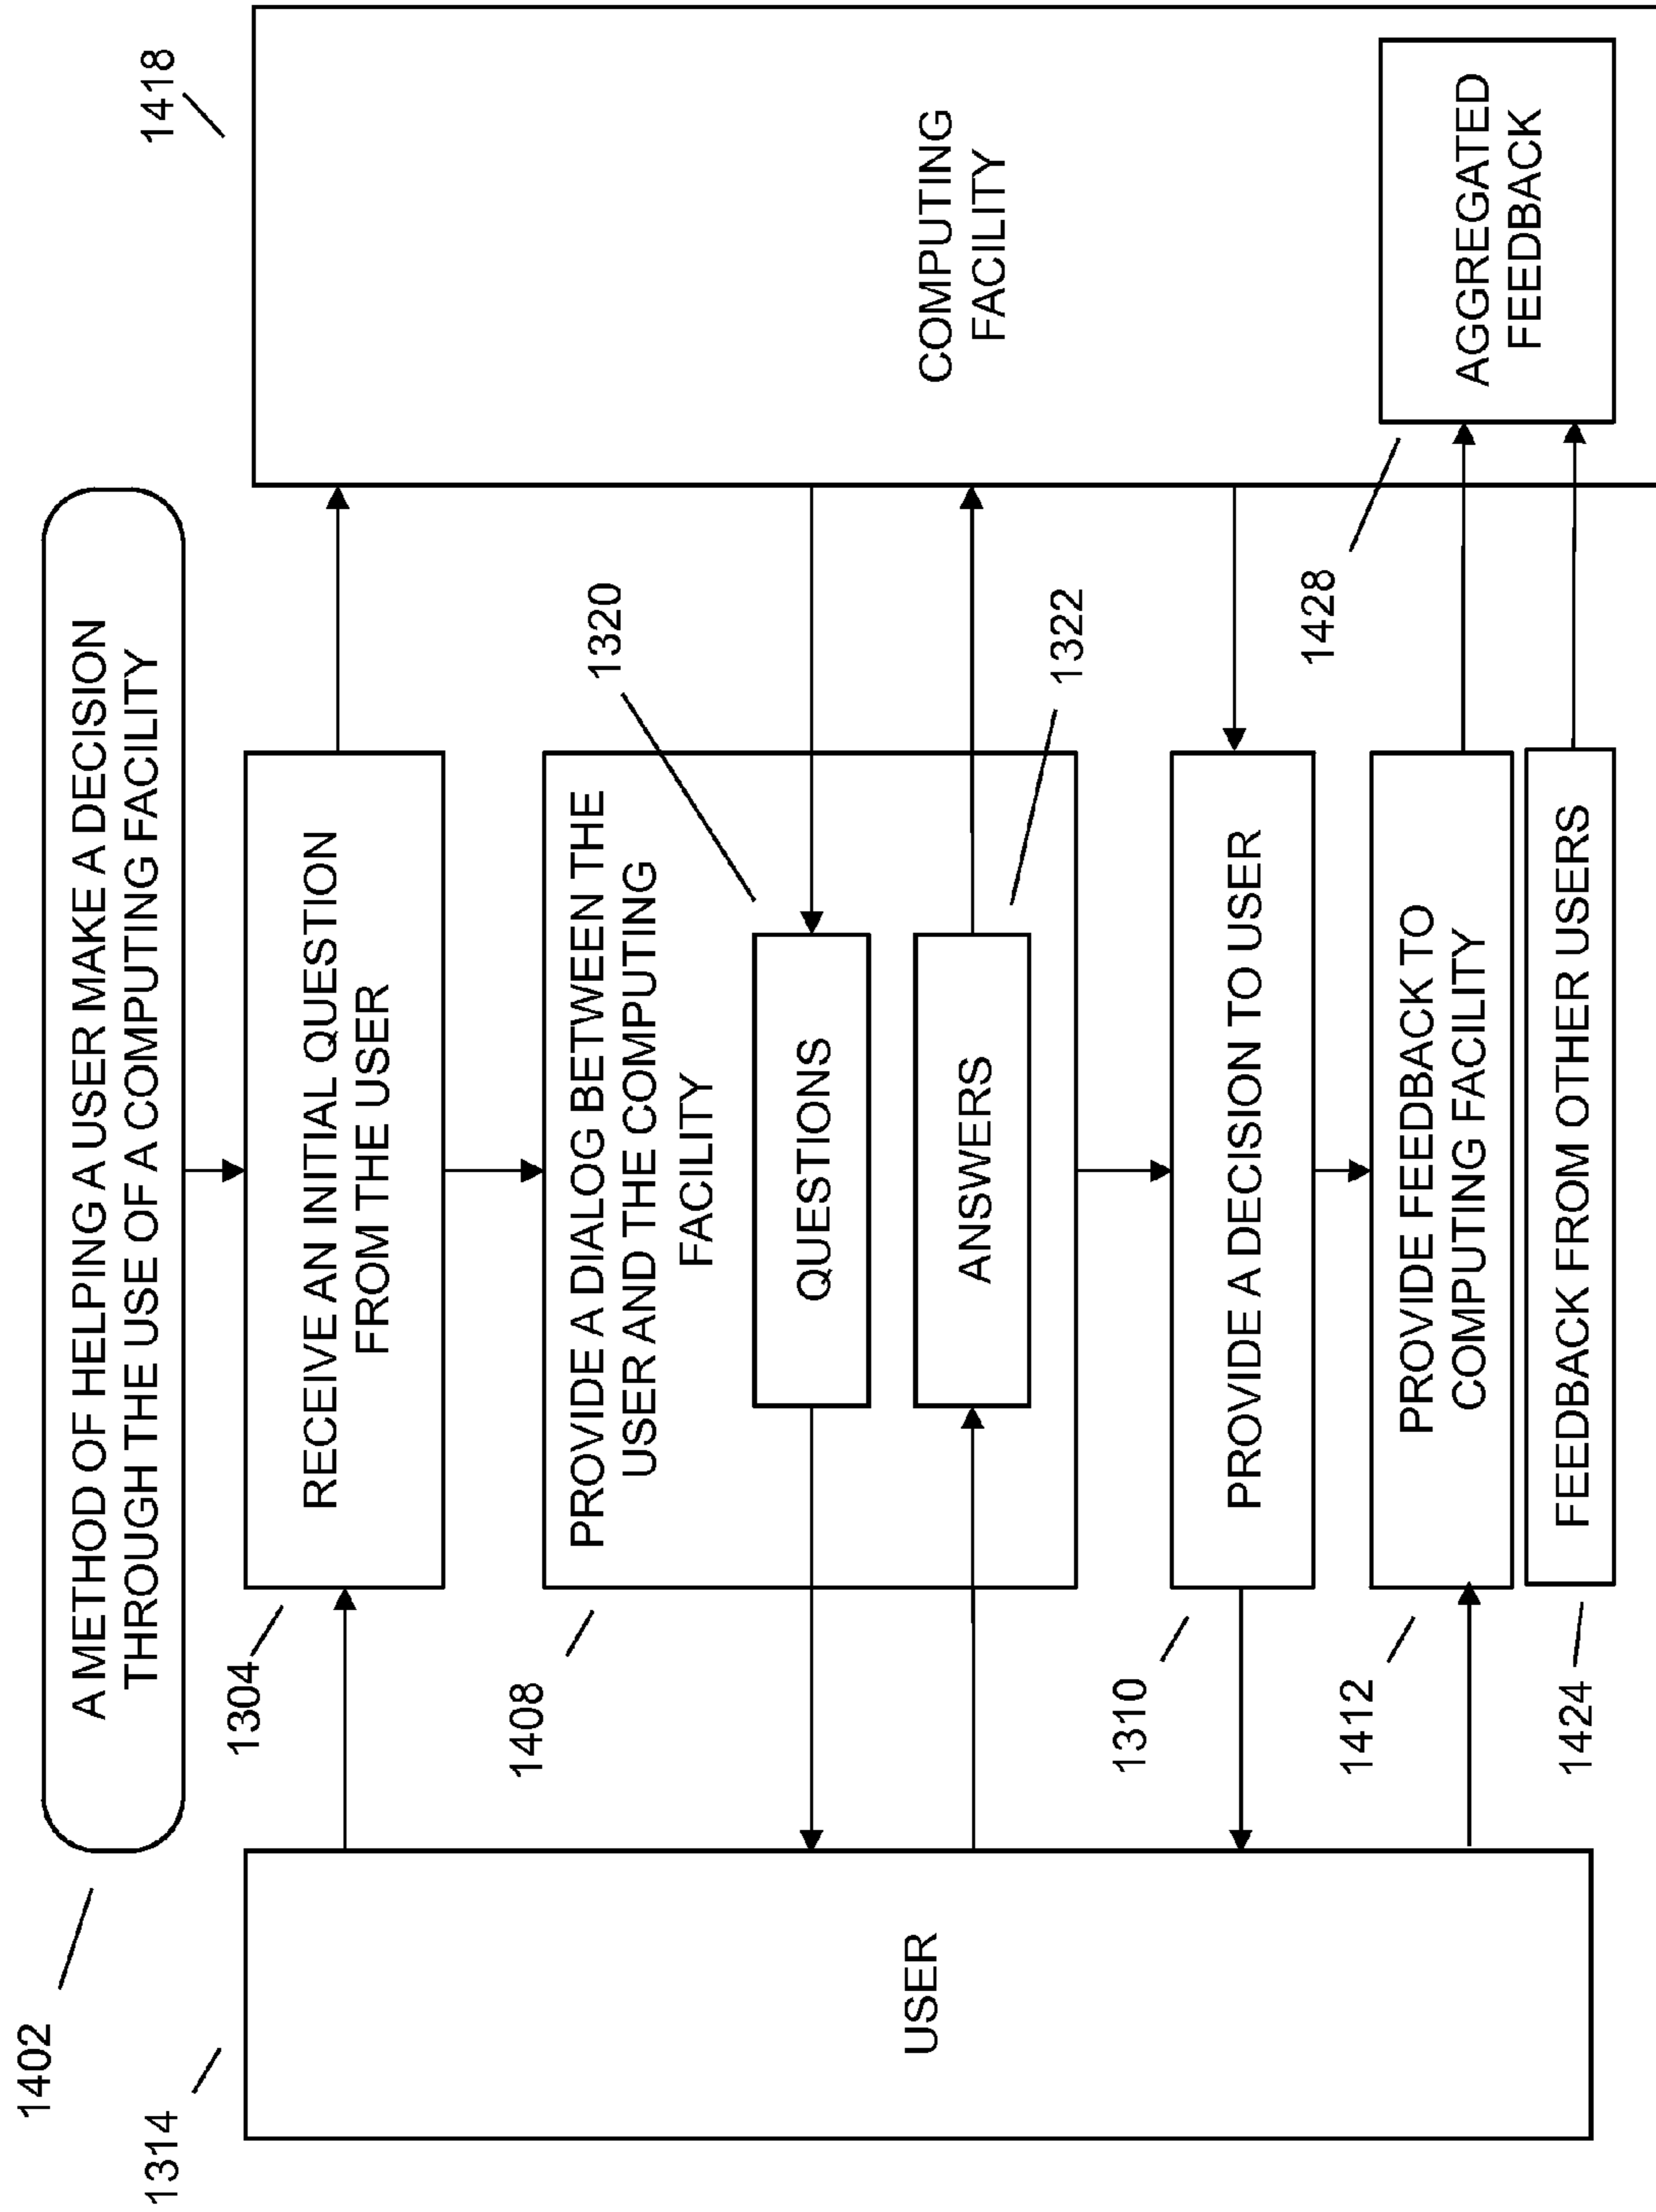 1402
A METHOD OF HELPING A USER MAKE A DECISION
THROUGH THE USE OF A COMPUTING FACILITY
1314
1304
1418
USER
RECEIVE AN INITIAL QUESTION
FROM THE USER
1408
PROVIDE A DIALOG BETWEEN THE
USER AND THE COMPUTING
FACILITY
1320
QUESTIONS
ANSWERS
1322
COMPUTING
FACILITY
1310
PROVIDE A DECISION TO USER
1412
PROVIDE FEEDBACK TO
COMPUTING FACILITY
1428
AGGREGATED
FEEDBACK
1424
FEEDBACK FROM OTHER USERS